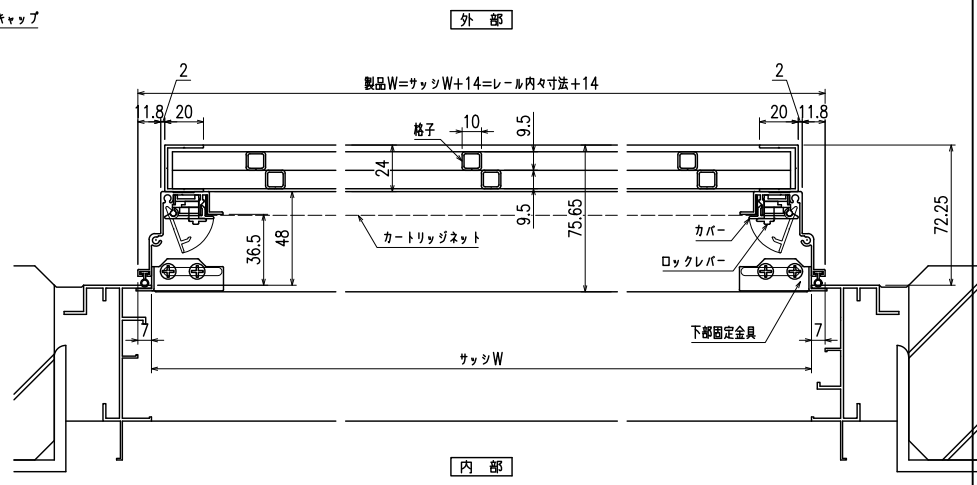 キャップ
外 部
製品W=サッシW+14=レール内々寸法+14
2
2
11.8
20
格子
10
9.5
20
11.8
24
9.5
75.65
72.25
36.5
48
カートリッジネット
カバー
ロックレバー
下部固定金具
7
7
サッシW
内 部